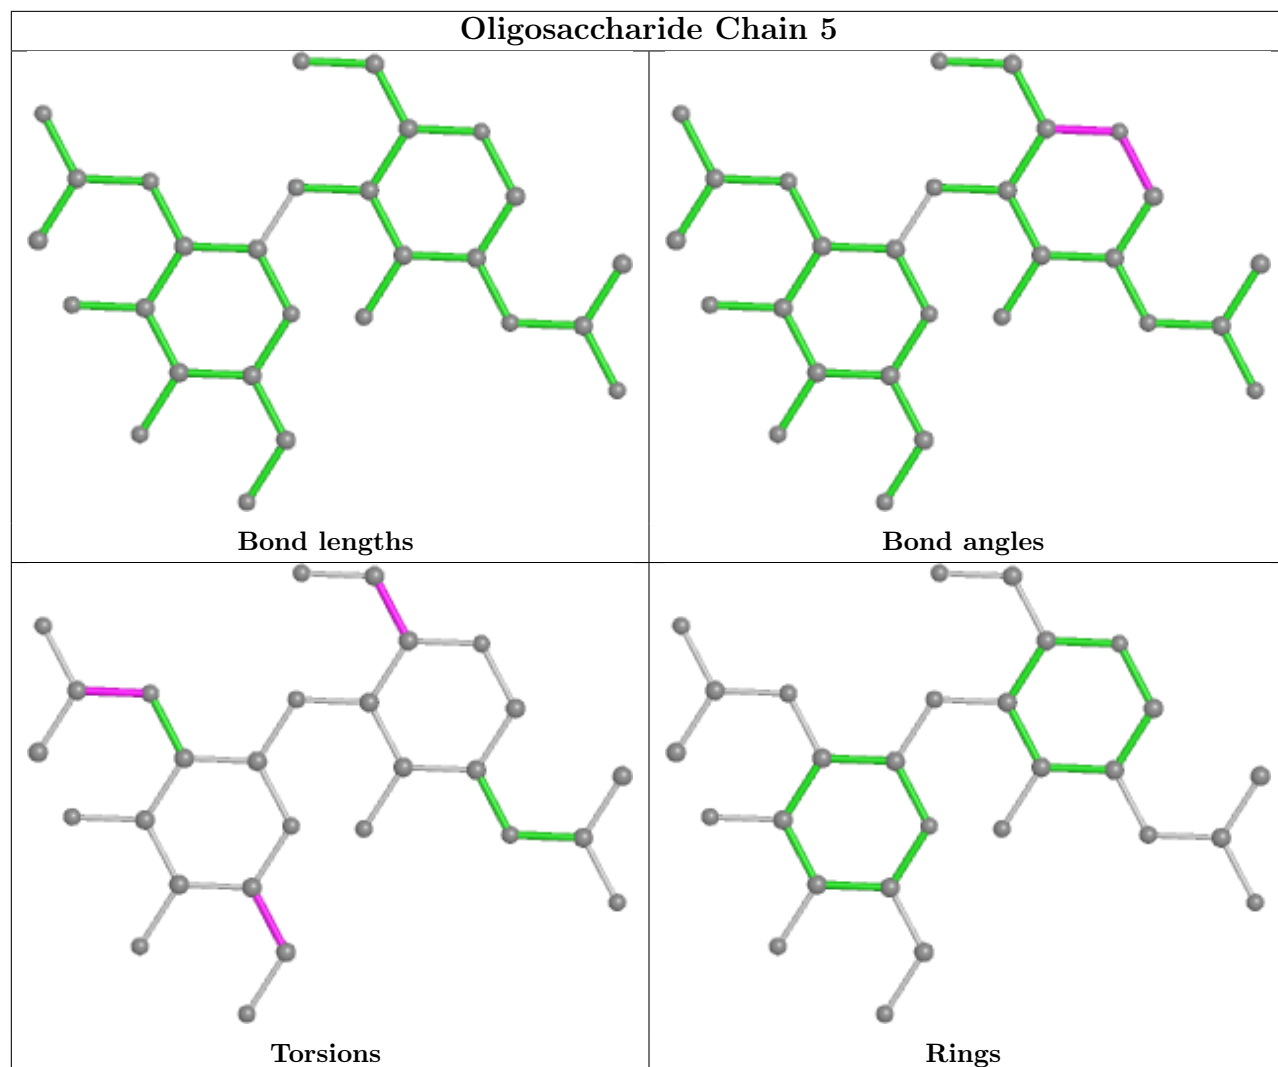 Oligosaccharide Chain 5
Bond lengths
Bond angles
Torsions
Rings